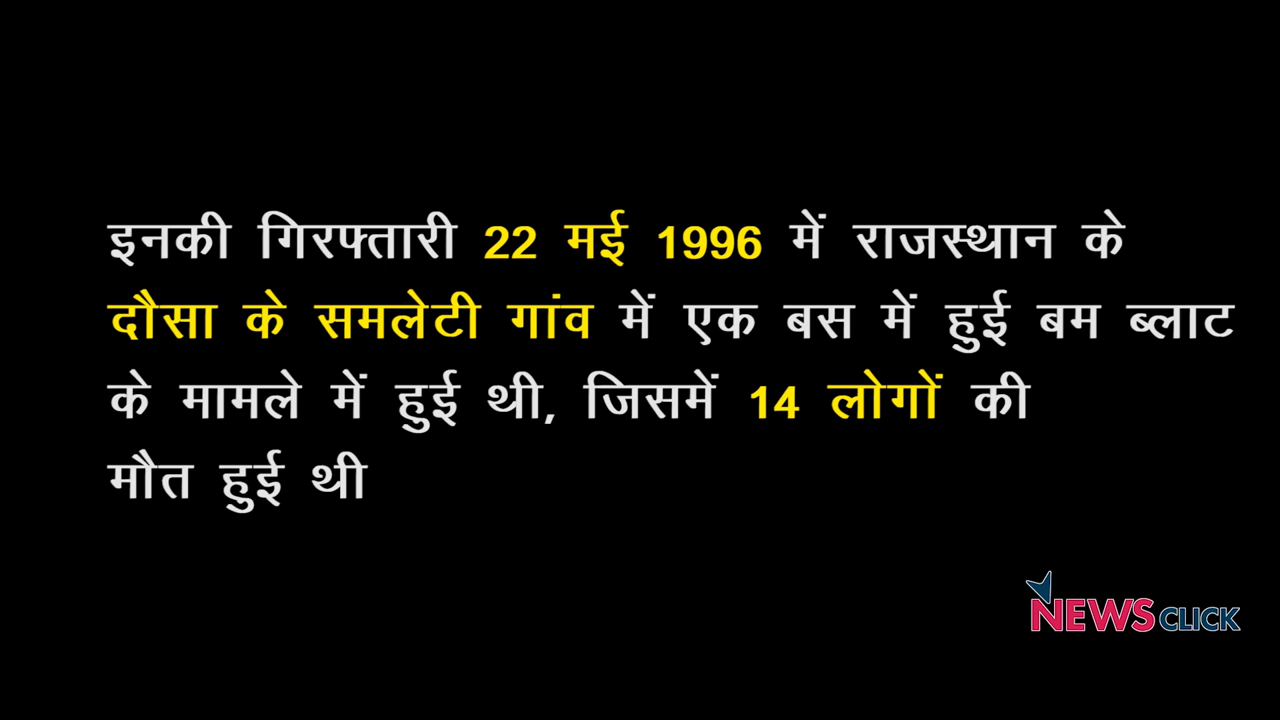 इनकी गिरफ्तारी 22 मई 1996 में राजस्थान के
दौसा के समलेटी गांव में एक बस में हुई बम ब्लाट
के मामले में हुई थी, जिसमें 14 लोगों की
मौत हुई थी
NEWSCLICK